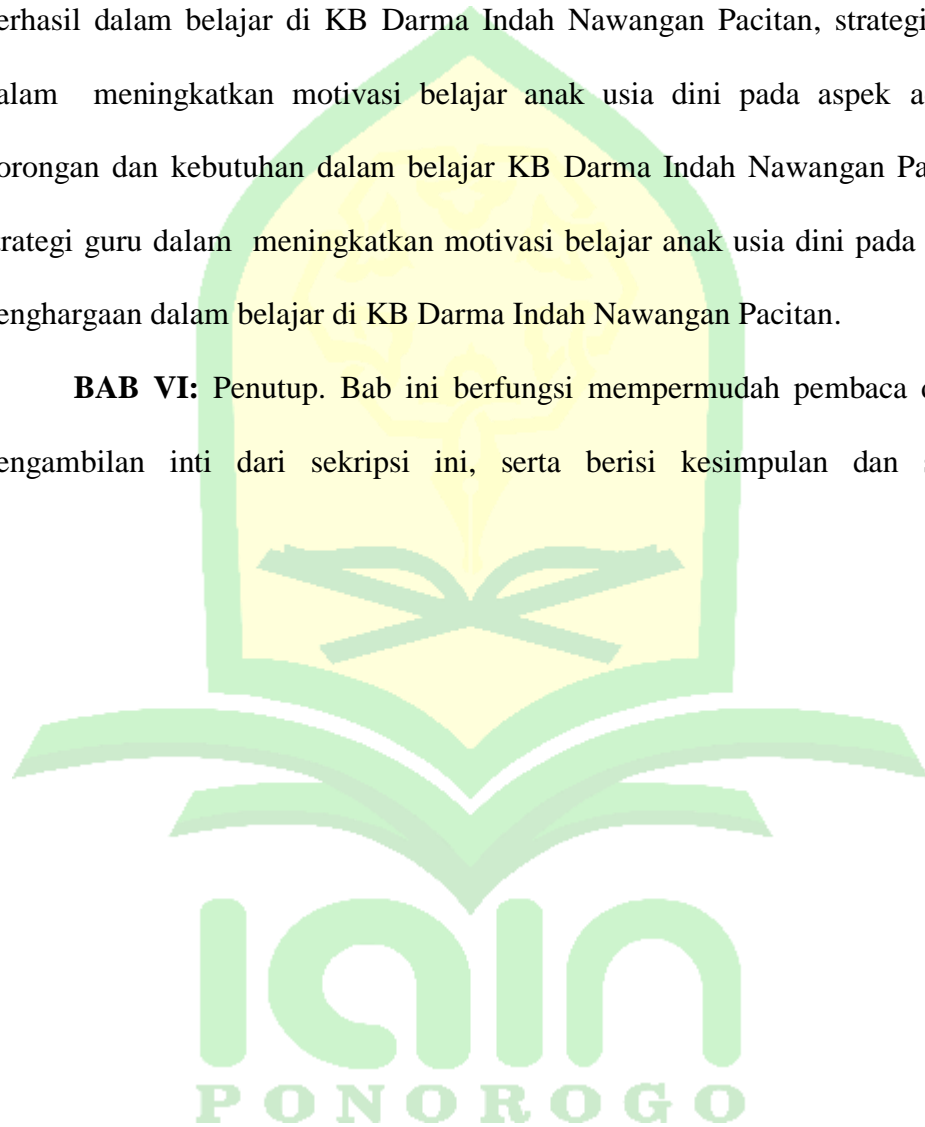 erhasil dalam belajar di KB Darma Indah Nawangan Pacitan, strategi
alam meningkatkan motivasi belajar anak usia dini pada aspek a
orongan dan kebutuhan dalam belajar KB Darma Indah Nawangan Pa
trategi guru dalam meningkatkan motivasi belajar anak usia dini pada
enghargaan dalam belajar di KB Darma Indah Nawangan Pacitan.
BAB VI: Penutup. Bab ini berfungsi mempermudah pembaca
engambilan inti dari sekripsi ini, serta berisi kesimpulan dan
iain
PONOROGO